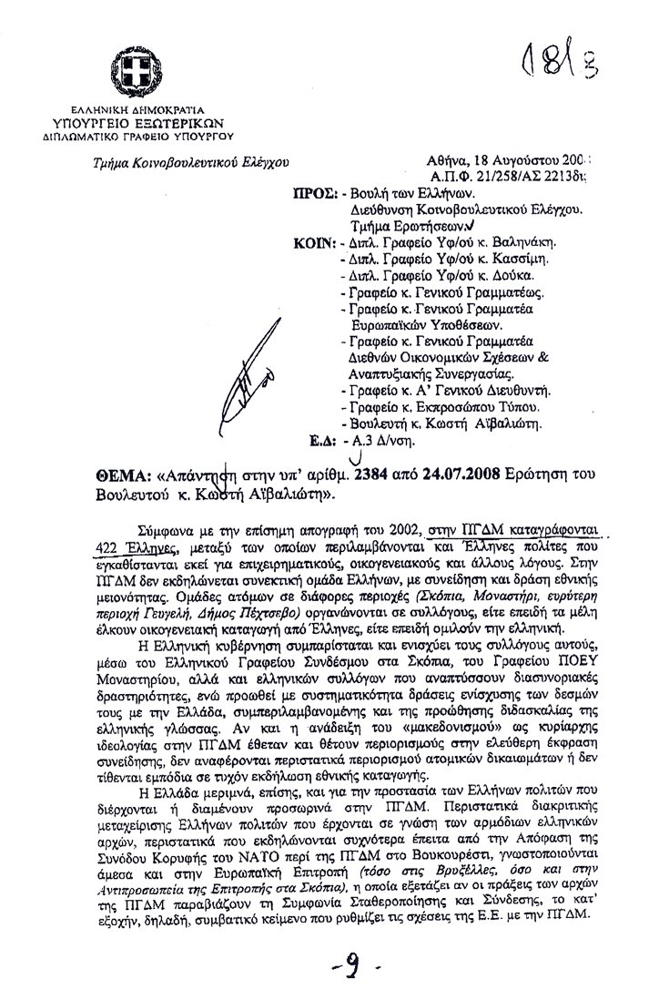 18/8
ΕΛΛΗΝΙΚΗ ΔΗΜΟΚΡΑΤΙΑ
ΥΠΟΥΡΓΕΙΟ ΕΞΩΤΕΡΙΚΩΝ
ΔΙΠΛΩΜΑΤΙΚΟ ΓΡΑΦΕΙΟ ΥΠΟΥΡΓΟΥ
Τμήμα Κοινοβουλευτικού Ελέγχου
Αθήνα, 18 Αυγούστου
Α.Π.Φ. 21/258/ΑΣ 2213δις
ΠΡΟΣ: - Βουλή των Ελλήνων.
Διεύθυνση Κοινοβουλευτικού Ελέγχου.
Τμήμα Ερωτήσεων.
ΚΟΙΝ: - Διπλ. Γραφείο Υφ/ού κ. Βαληνάκη.
- Διπλ. Γραφείο Υφ/ού κ. Κασσίμη.
- Διπλ. Γραφείο Υφ/ού κ. Δούκα.
- Γραφείο κ. Γενικού Γραμματέως.
- Γραφείο κ. Γενικού Γραμματέα
Ευρωπαϊκών Υποθέσεων.
- Γραφείο κ. Γενικού Γραμματέα
Διεθνών Οικονομικών Σχέσεων &
Αναπτυξιακής Συνεργασίας.
- Γραφείο κ. Α' Γενικού Διευθυντή.
- Γραφείο κ. Εκπροσώπου Τύπου.
- Βουλευτή κ. Κωστή Αϊβαλιώτη.
Ε.Δ: - Α.3 Δ/νση.
ΘΕΜΑ: «Απάντηση στην υπ' αρίθμ. 2384 από 24.07.2008 Ερώτηση του
Βουλευτού κ. Κωστή Αϊβαλιώτη».
Σύμφωνα με την επίσημη απογραφή του 2002, στην ΠΓΔΜ καταγράφονται
422 Έλληνες, μεταξύ των οποίων περιλαμβάνονται και Έλληνες πολίτες που
εγκαθίστανται εκεί για επιχειρηματικούς, οικογενειακούς και άλλους λόγους. Στην
ΠΓΔΜ δεν εκδηλώνεται συνεκτική ομάδα Ελλήνων, με συνείδηση και δράση εθνικής
μειονότητας. Ομάδες ατόμων σε διάφορες περιοχές (Σκόπια, Μοναστήρι, ευρύτερη
περιοχή Γευγελή, Δήμος Πέχτσεβο) οργανώνονται σε συλλόγους, είτε επειδή τα μέλη
έλκουν οικογενειακή καταγωγή από Έλληνες, είτε επειδή ομιλούν την ελληνική.
Η Ελληνική κυβέρνηση συμπαρίσταται και ενισχύει τους συλλόγους αυτούς,
μέσω του Ελληνικού Γραφείου Συνδέσμου στα Σκόπια, του Γραφείου ΠΟΕΥ
Μοναστηρίου, αλλά και ελληνικών συλλόγων που αναπτύσσουν διασυνοριακές
δραστηριότητες, ενώ προωθεί με συστηματικότητα δράσεις ενίσχυσης των δεσμών
τους με την Ελλάδα, συμπεριλαμβανομένης και της προώθησης διδασκαλίας της
ελληνικής γλώσσας. Αν και η ανάδειξη του «μακεδονισμού» ως κυρίαρχης
ιδεολογίας στην ΠΓΔΜ έθεταν και θέτουν περιορισμούς στην ελεύθερη έκφραση
συνείδησης, δεν αναφέρονται περιστατικά περιορισμού ατομικών δικαιωμάτων ή δεν
τίθενται εμπόδια σε τυχόν εκδήλωση εθνικής καταγωγής.
Η Ελλάδα μεριμνά, επίσης, και για την προστασία των Ελλήνων πολιτών που
διέρχονται ή διαμένουν προσωρινά στην ΠΓΔΜ. Περιστατικά διακριτικής
μεταχείρισης Ελλήνων πολιτών που έρχονται σε γνώση των αρμόδιων ελληνικών
αρχών, περιστατικά που εκδηλώνονται συχνότερα έπειτα από την Απόφαση της
Συνόδου Κορυφής του ΝΑΤΟ περί της ΠΓΔΜ στο Βουκουρέστι, γνωστοποιούνται
άμεσα και στην Ευρωπαϊκή Επιτροπή (τόσο στις Βρυξέλλες, όσο και στην
Αντιπροσωπεία της Επιτροπής στα Σκόπια), η οποία εξετάζει αν οι πράξεις των αρχών
της ΠΓΔΜ παραβιάζουν τη Συμφωνία Σταθεροποίησης και Σύνδεσης, το κατ'
εξοχήν, δηλαδή, συμβατικό κείμενο που ρυθμίζει τις σχέσεις της Ε.Ε. με την ΠΓΔΜ.
- 9 -